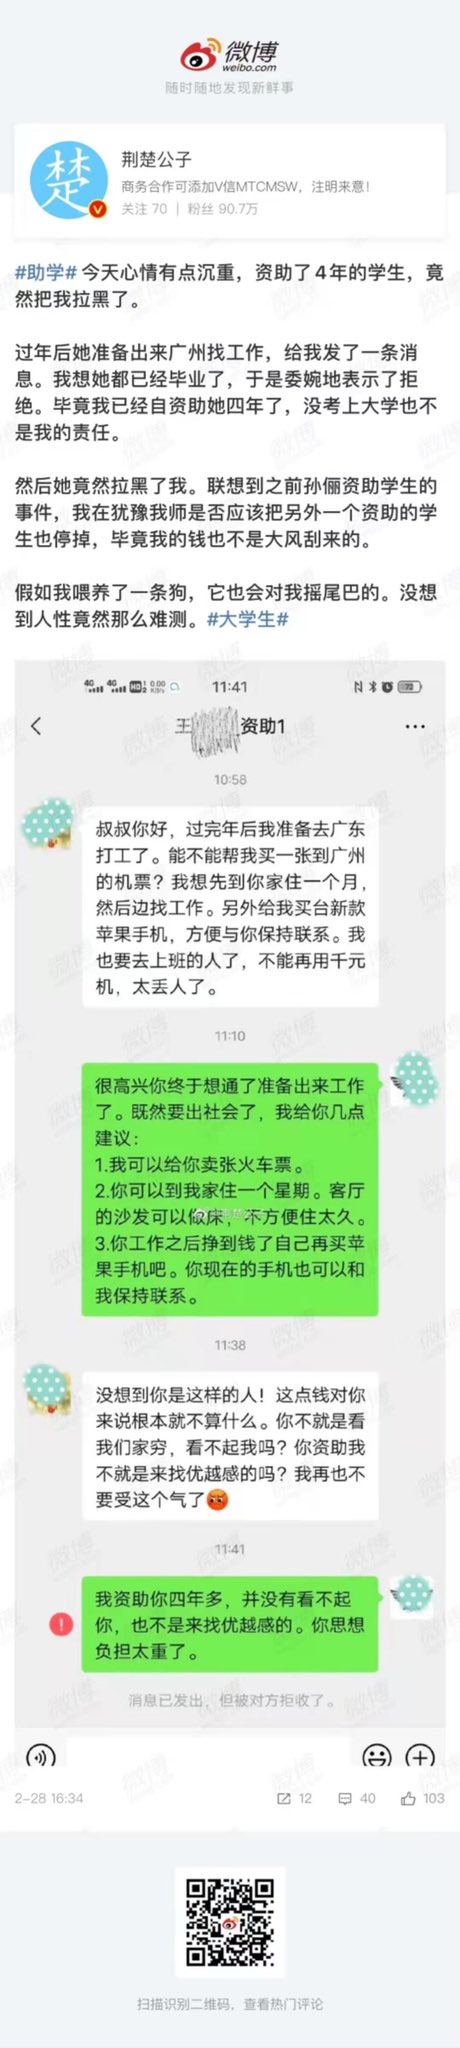 微博
weibo.com
随时随地发现新鲜事
楚
荆楚公子
商务合作可添加V信MTCMSW，注明来意！
关注 70 | 粉丝 90.7万
#助学# 今天心情有点沉重，资助了4年的学生，竟
然把我拉黑了。
过年后她准备出来广州找工作，给我发了一条消
息。我想她都已经毕业了，于是委婉地表示了拒
绝。毕竟我已经自资助她四年了，没考上大学也不
是我的责任。
然后她竟然拉黑了我。联想到之前孙俪资助学生的
事件，我在犹豫我师是否应该把另外一个资助的学
生也停掉，毕竟我的钱也不是大风刮来的。
假如我喂养了一条狗，它也会对我摇尾巴的。没想
到人性竟然那么难测。#大学生#
4G 4G HD 1 2 0.00 K/s 11:41 72
王 资助1
10:58
叔叔你好，过完年后我准备去广东
打工了。能不能帮我买一张到广州
的机票？我想先到你家住一个月，
然后边找工作。另外给我买台新款
苹果手机，方便与你保持联系。我
也要去上班的人了，不能再用千元
机，太丢人了。
11:10
很高兴你终于想通了准备出来工作
了。既然要出社会了，我给你几点
建议：
1.我可以给你卖张火车票。
2.你可以到我家住一个星期。客厅
的沙发可以做床，不方便住太久。
3.你工作之后挣到钱了自己再买苹
果手机吧。你现在的手机也可以和
我保持联系。
11:38
没想到你是这样的人！这点钱对你
来说根本就不算什么。你不就是看
我们家穷，看不起我吗？你资助我
不就是来找优越感的吗？我再也不
要受这个气了
11:41
我资助你四年多，并没有看不起
你，也不是来找优越感的。你思想
负担太重了。
消息已发出，但被对方拒收了。
2-28 16:34 12 40 103
扫描识别二维码，查看热门评论